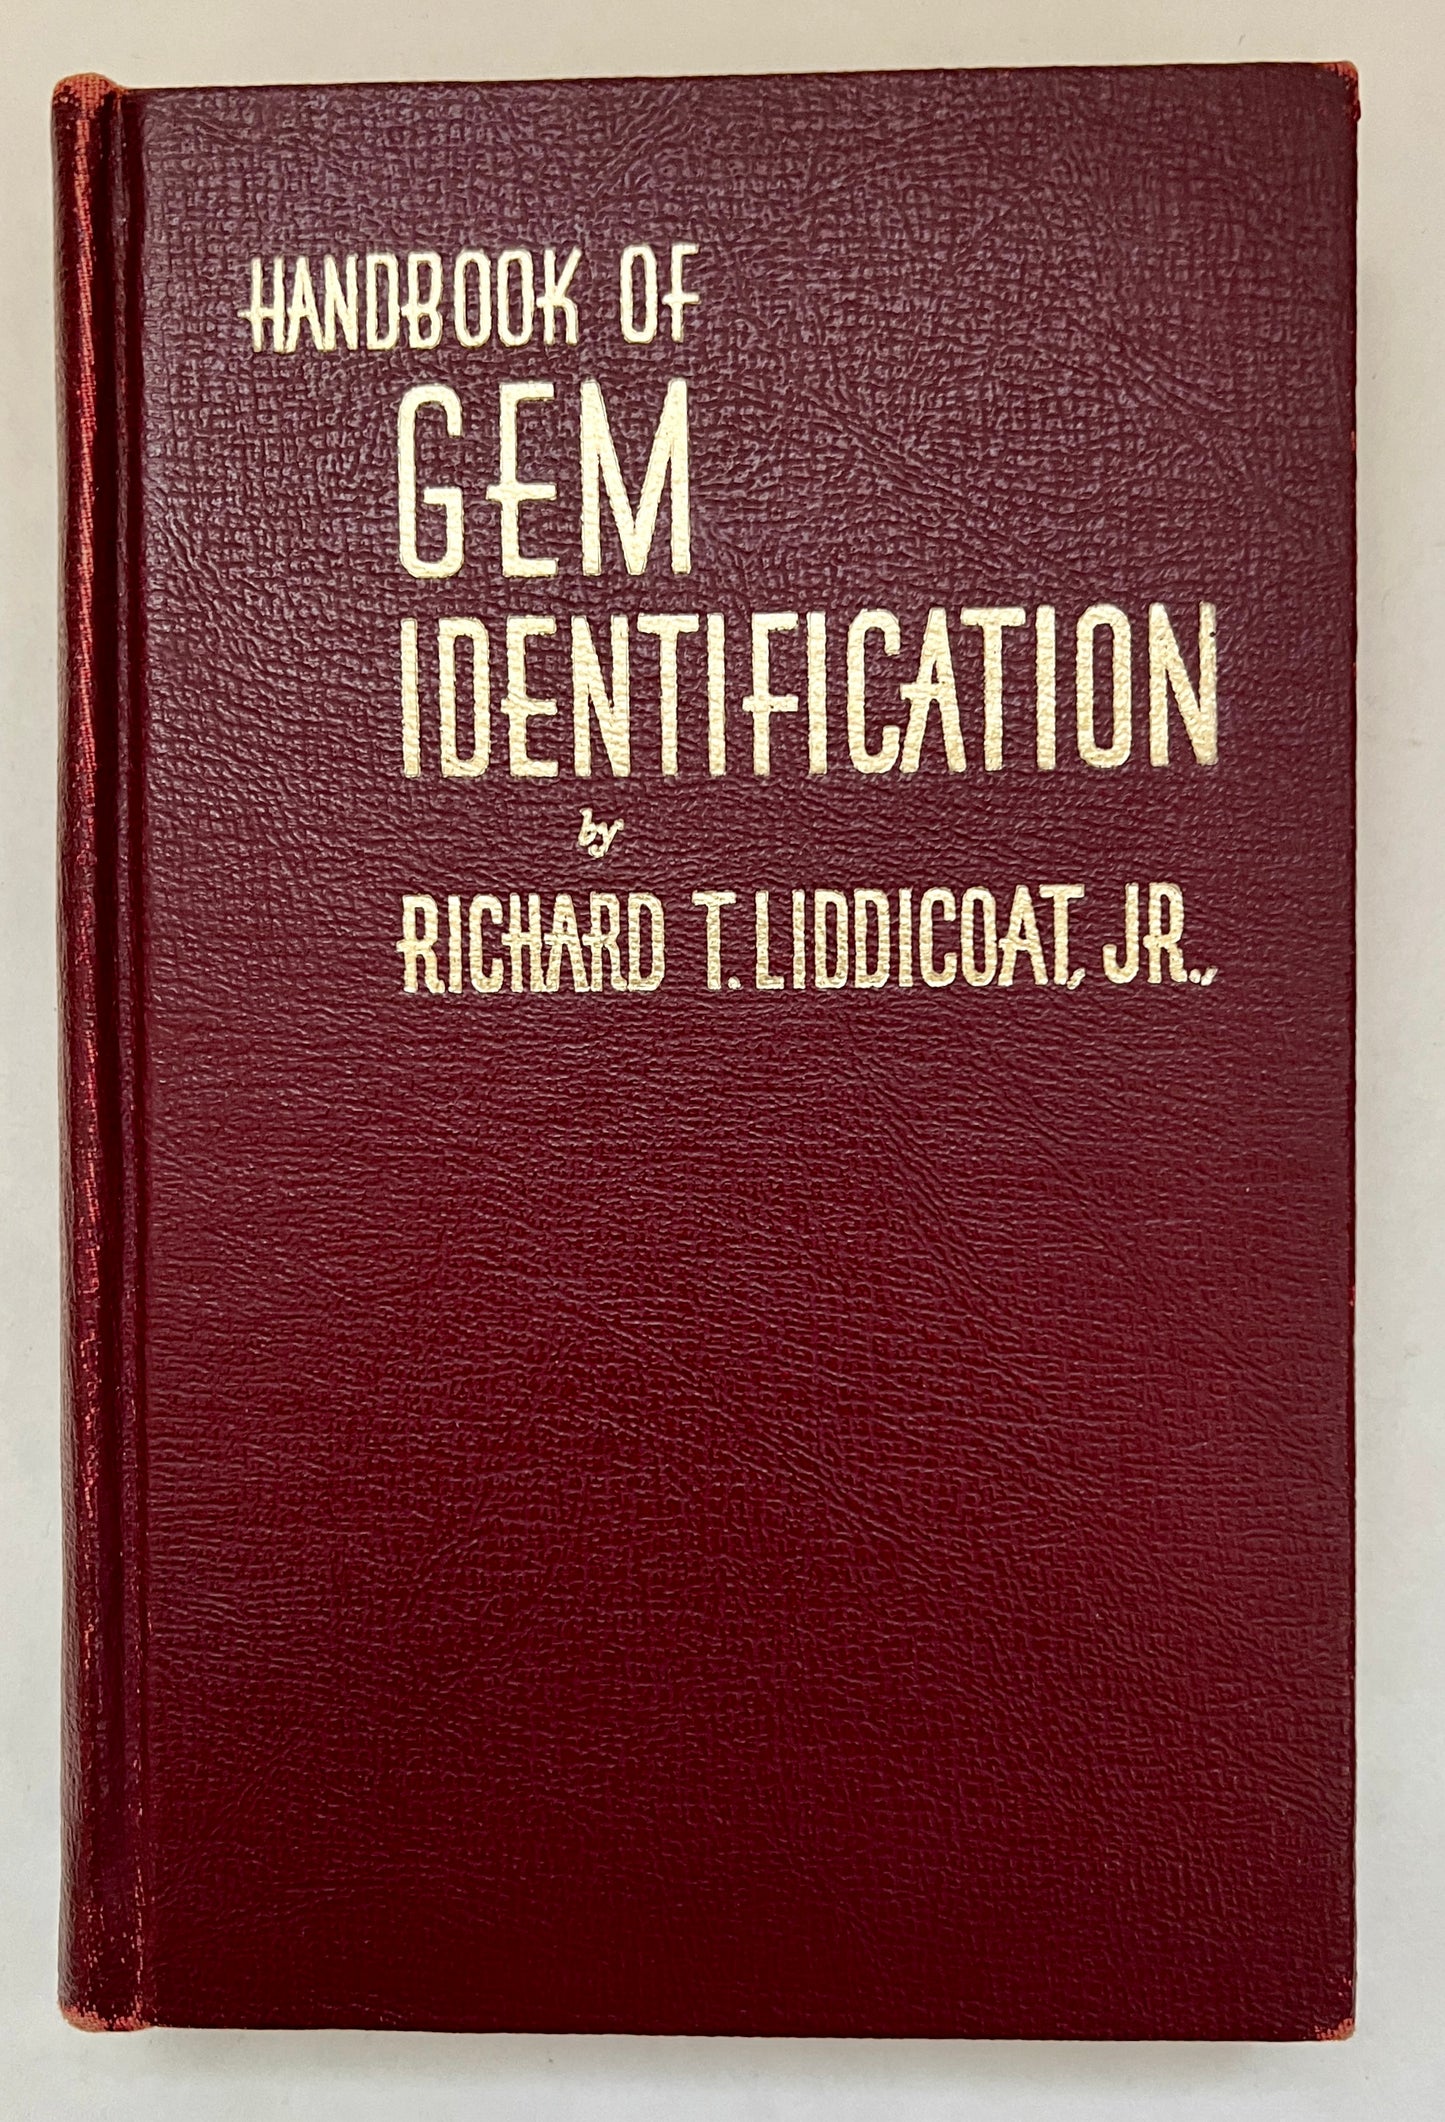 HANDBOOK OF
GEM
IDENTIFICATION
by
RICHARD T. LIDDICOAT, JR.,